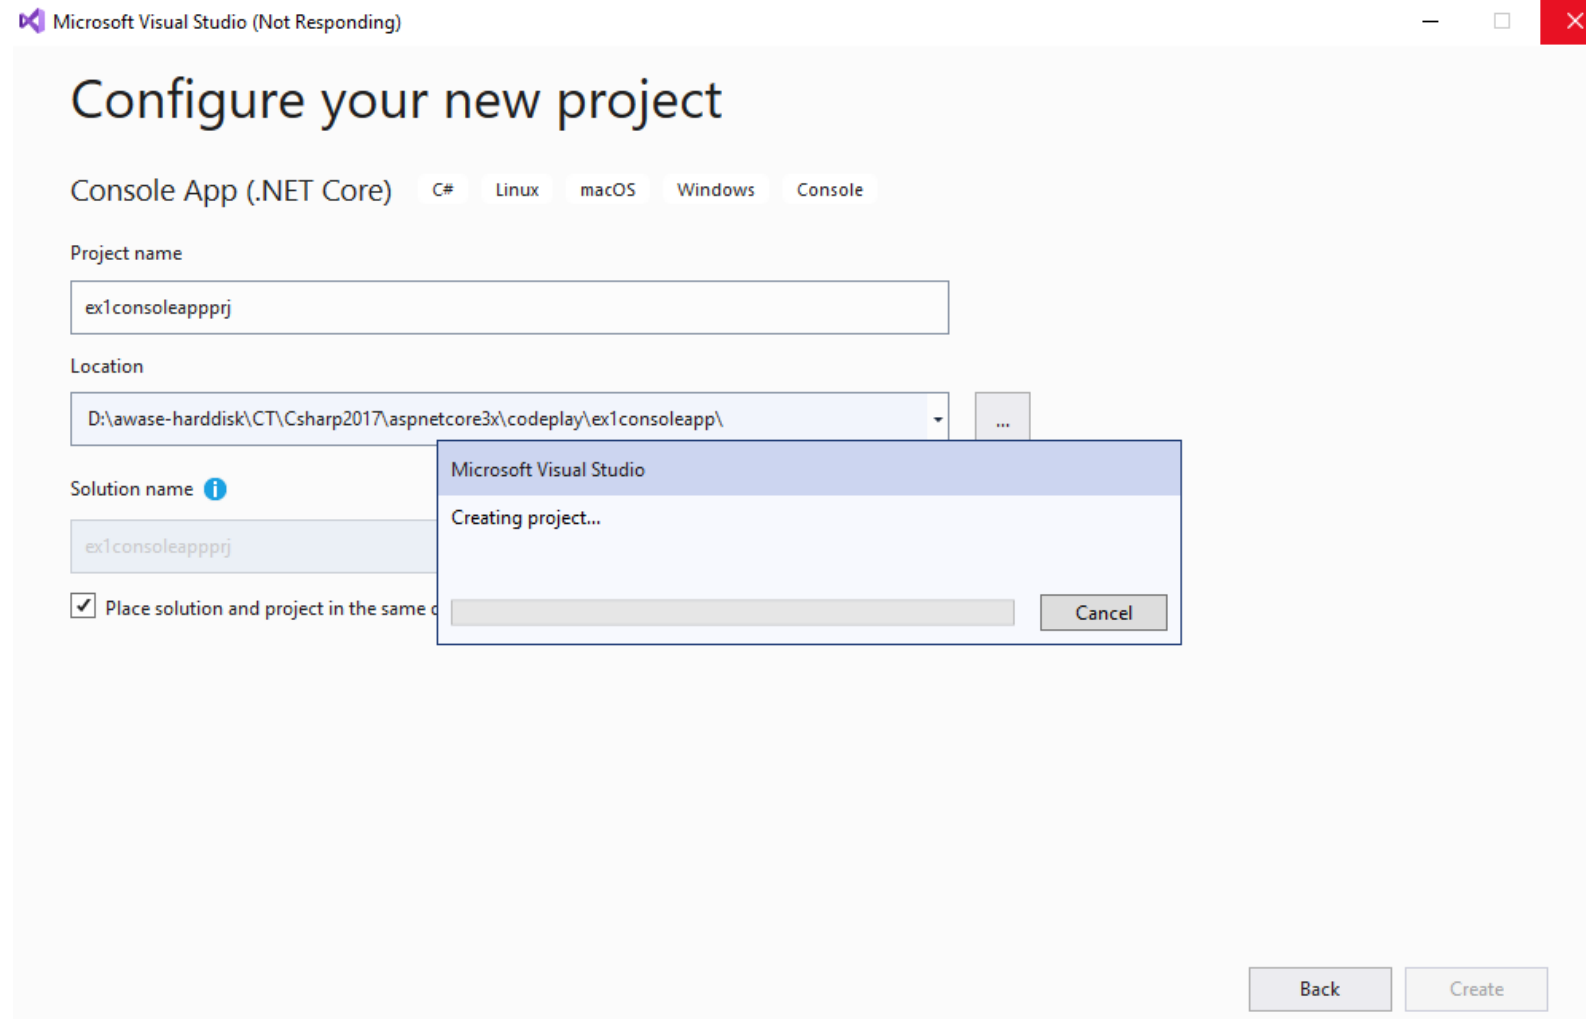 Microsoft Visual Studio (Not Responding)
Configure your new project
Console App (.NET Core) C# Linux macOS Windows Console
Project name
ex1consoleappprj
Location
D:\awase-harddisk\CT\Csharp2017\aspnetcore3x\codeplay\ex1consoleapp\
...
Solution name
ex1consoleappprj
Place solution and project in the same
Microsoft Visual Studio
Creating project...
Cancel
Back Create